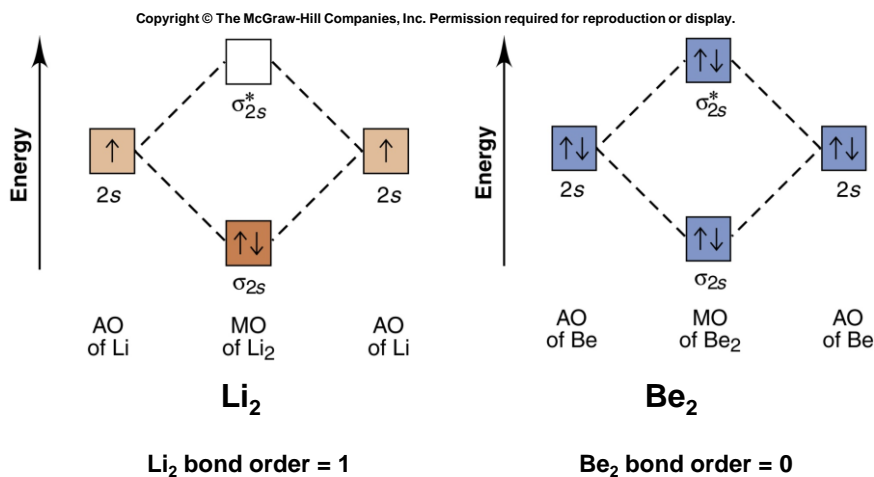 Copyright © The McGraw-Hill Companies, Inc. Permission required for reproduction or display.
Energy
σ*2s
↑
2s
↑
2s
↑↓
σ2s
AO
of Li
MO
of Li2
AO
of Li
Li2
Li2 bond order = 1
Energy
↑↓
σ*2s
↑↓
2s
↑↓
2s
↑↓
σ2s
AO
of Be
MO
of Be2
AO
of Be
Be2
Be2 bond order = 0